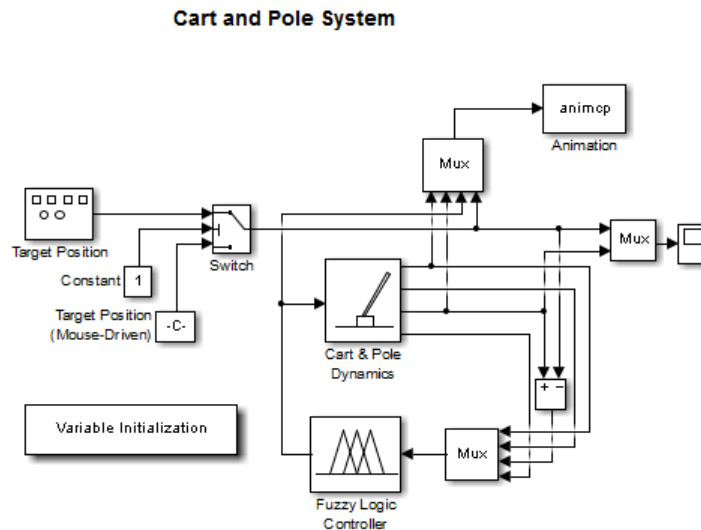 Cart and Pole System
animcp
Animation
Mux
Target Position
Switch
Mux
Constant
1
Target Position
(Mouse-Driven)
-C-
Cart & Pole
Dynamics
+ -
Variable Initialization
Mux
Fuzzy Logic
Controller